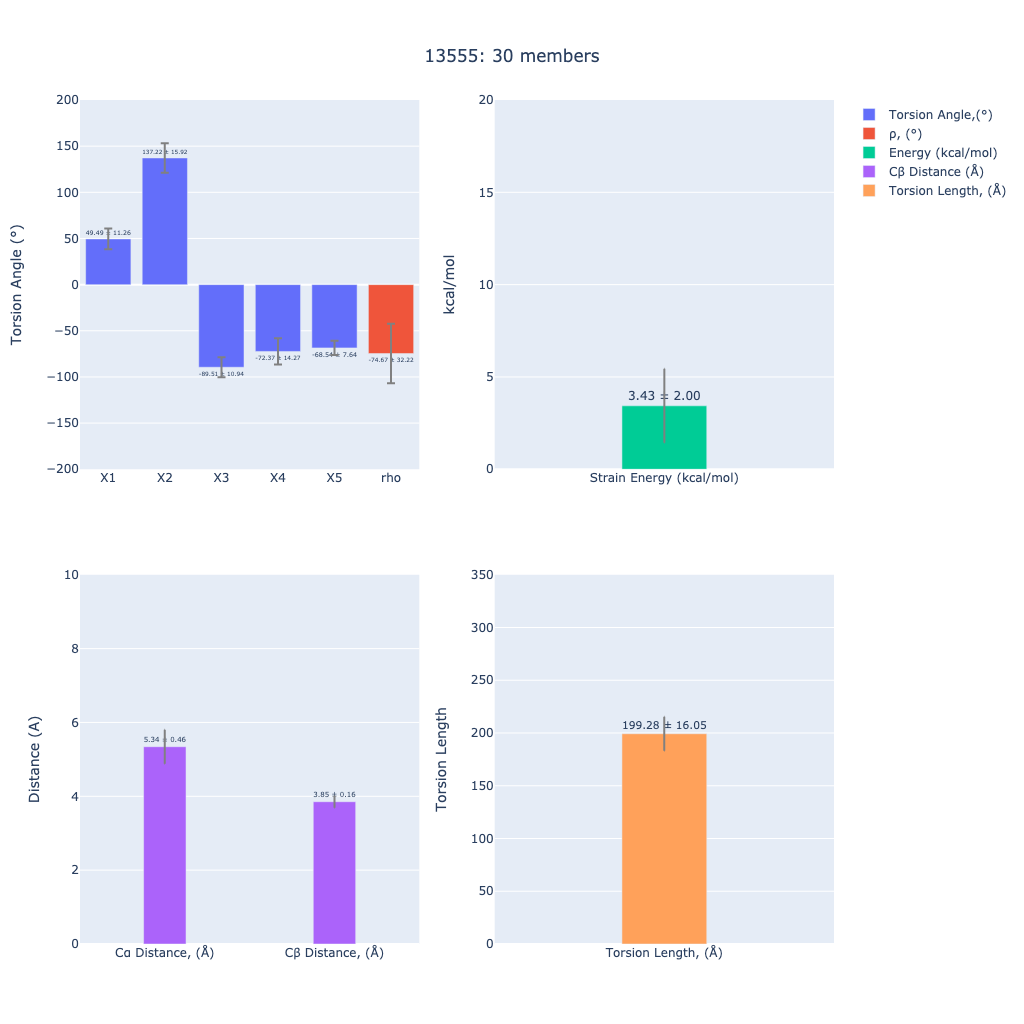 13555: 30 members
Torsion Angle (°)
200
150
100
50
0
−50
−100
−150
−200
137.22 ± 15.92
49.49 ± 11.26
-89.51 ± 10.94
-72.37 ± 14.27
-68.54 ± 7.64
-74.67 ± 32.22
X1 X2 X3 X4 X5 rho
kcal/mol
20
15
10
5
0
3.43 ± 2.00
Strain Energy (kcal/mol)
Torsion Angle,(°)
ρ, (°)
Energy (kcal/mol)
Cβ Distance (Å)
Torsion Length, (Å)
Distance (A)
10
8
6
4
2
0
5.34 ± 0.46
3.85 ± 0.16
Cα Distance, (Å) Cβ Distance, (Å)
Torsion Length
350
300
250
200
150
100
50
0
199.28 ± 16.05
Torsion Length, (Å)